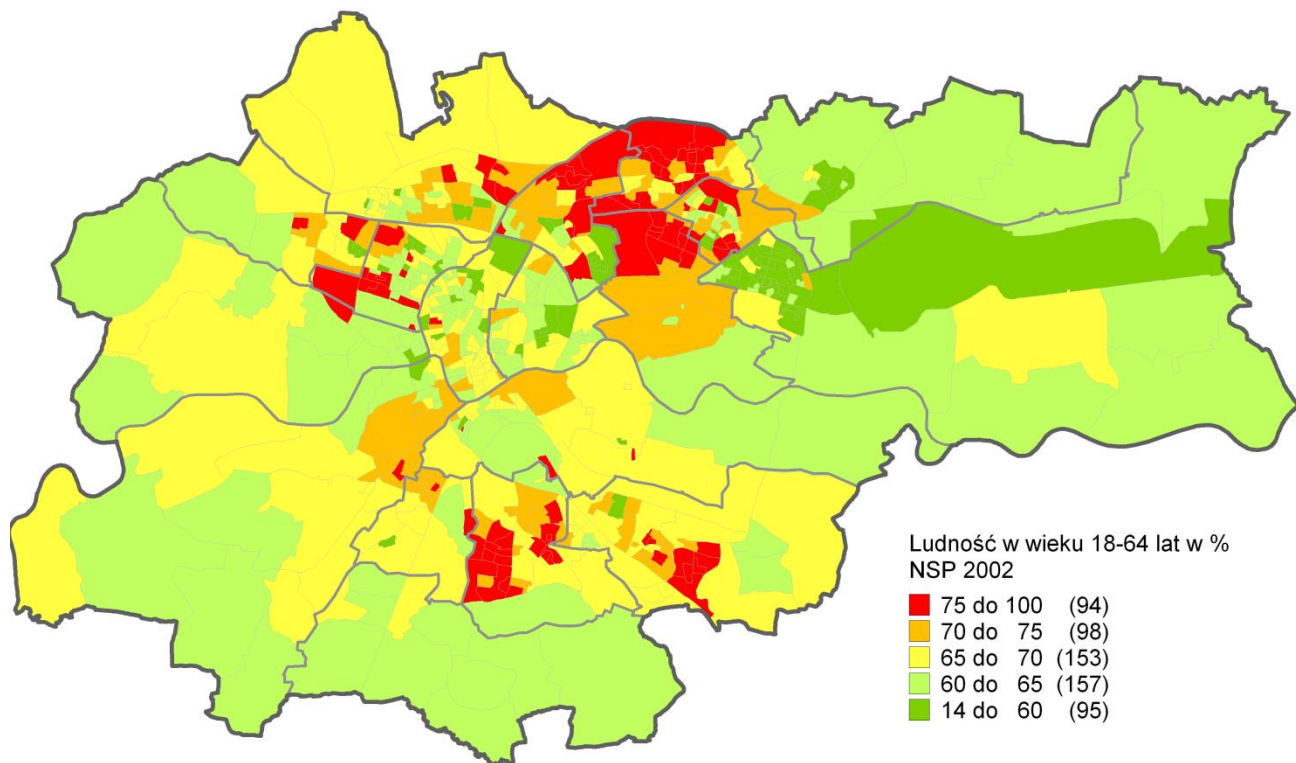 Ludność w wieku 18-64 lat w %
NSP 2002
75 do 100 (94)
70 do 75 (98)
65 do 70 (153)
60 do 65 (157)
14 do 60 (95)